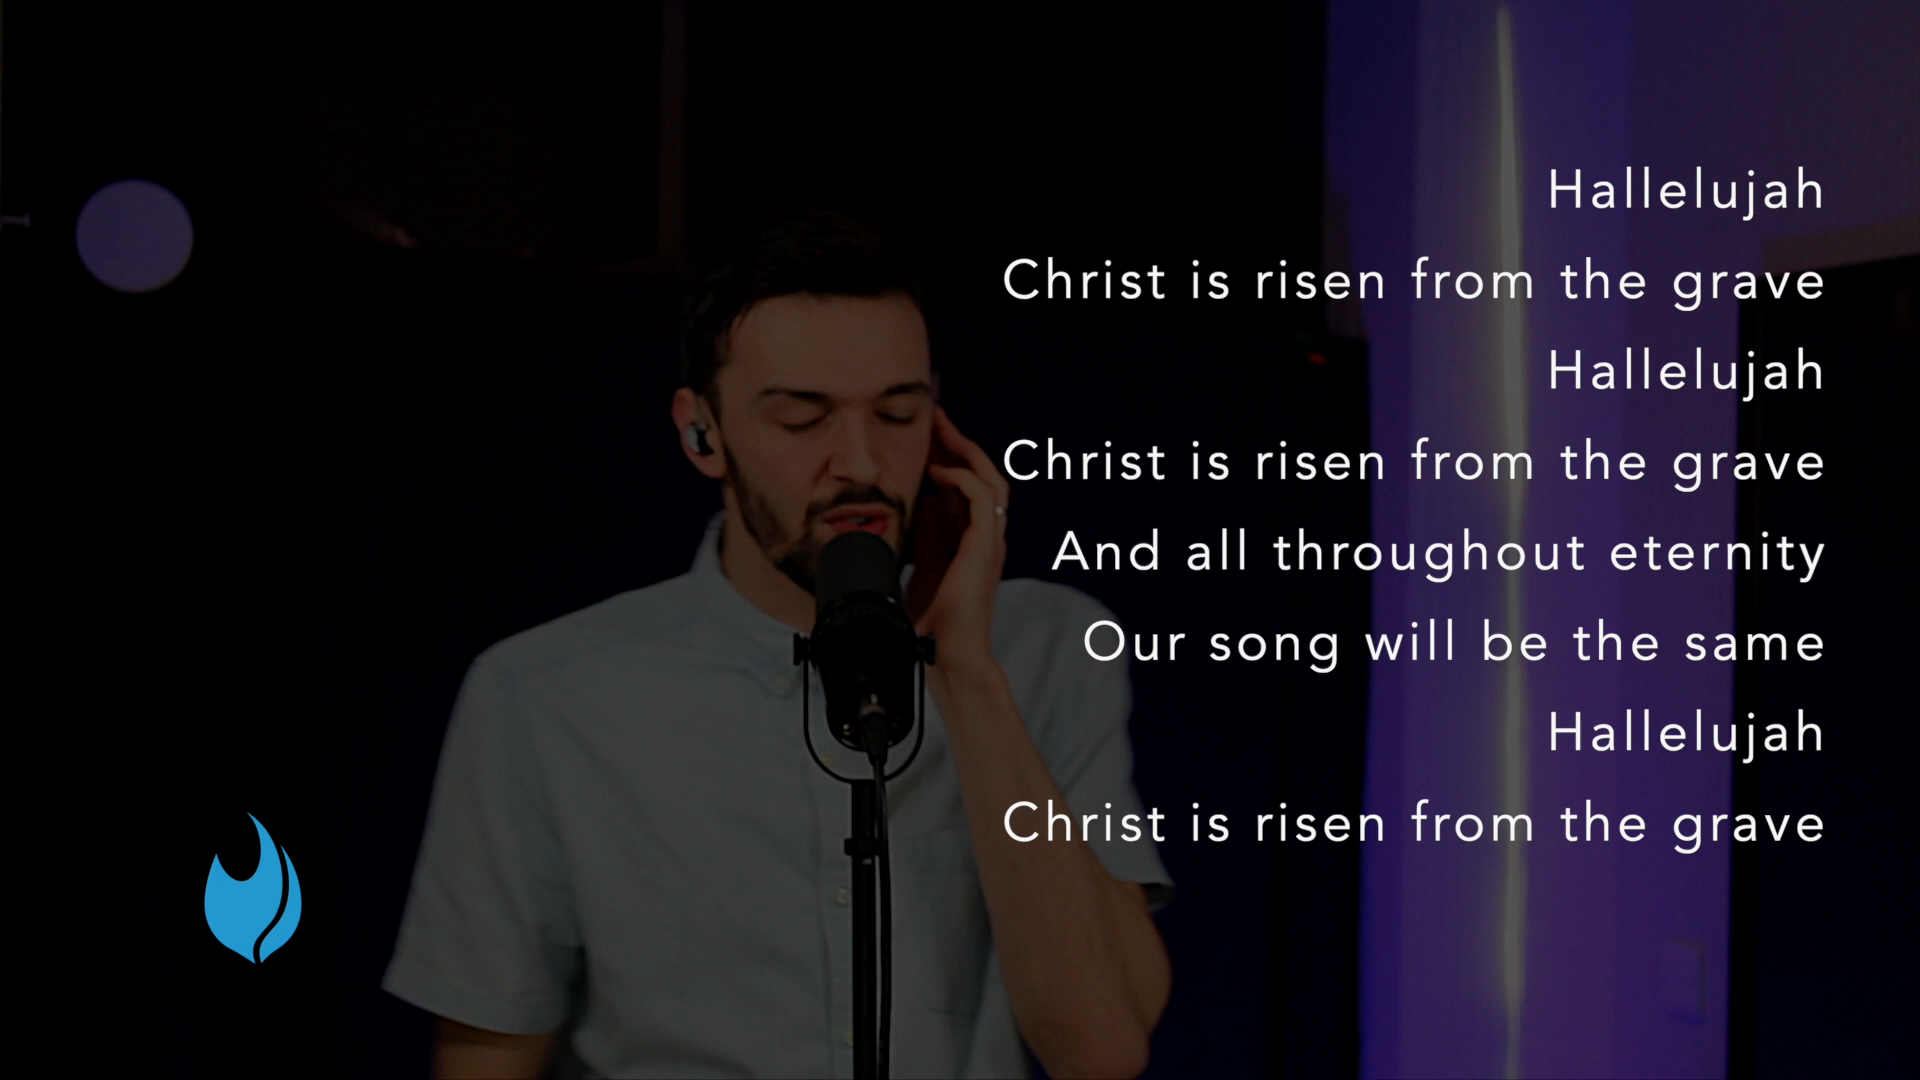 Hallelujah
Christ is risen from the grave
Hallelujah
Christ is risen from the grave
And all throughout eternity
Our song will be the same
Hallelujah
Christ is risen from the grave